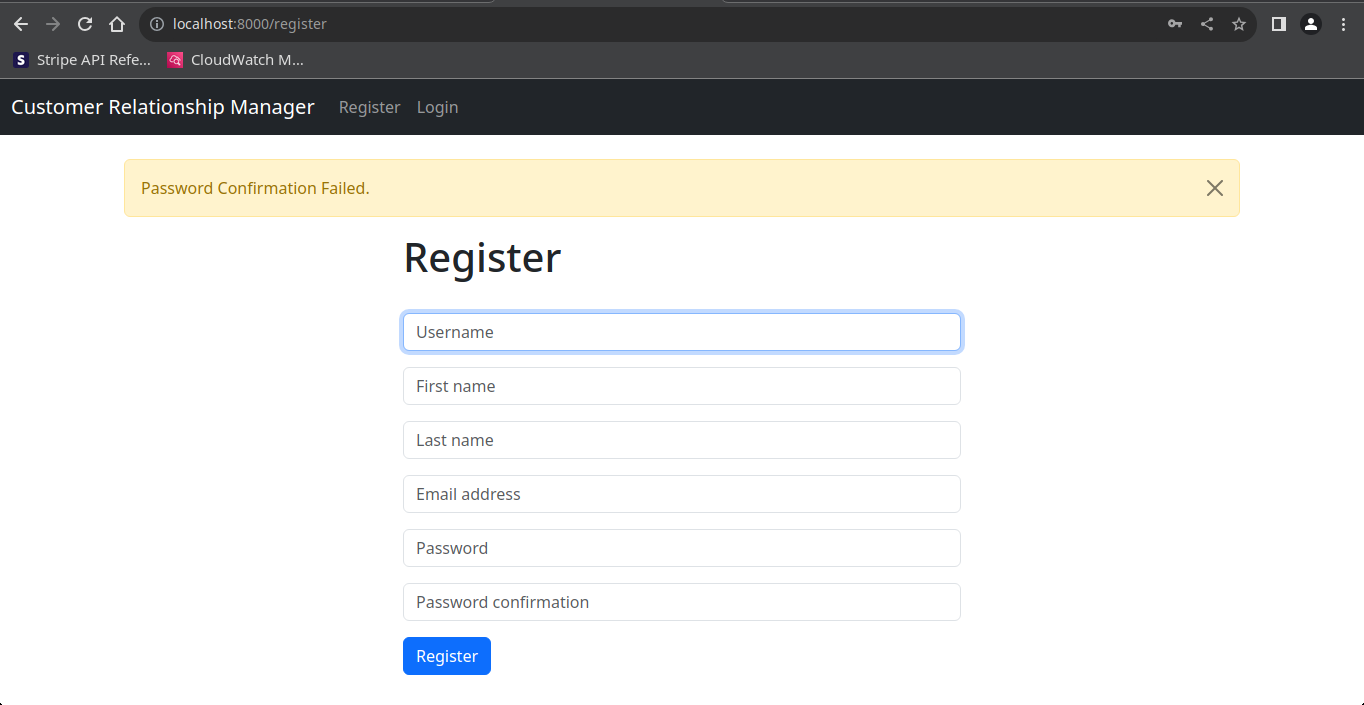 localhost:8000/register
S Stripe API Refe... CloudWatch M...
Customer Relationship Manager Register Login
Password Confirmation Failed.
Register
Username
First name
Last name
Email address
Password
Password confirmation
Register